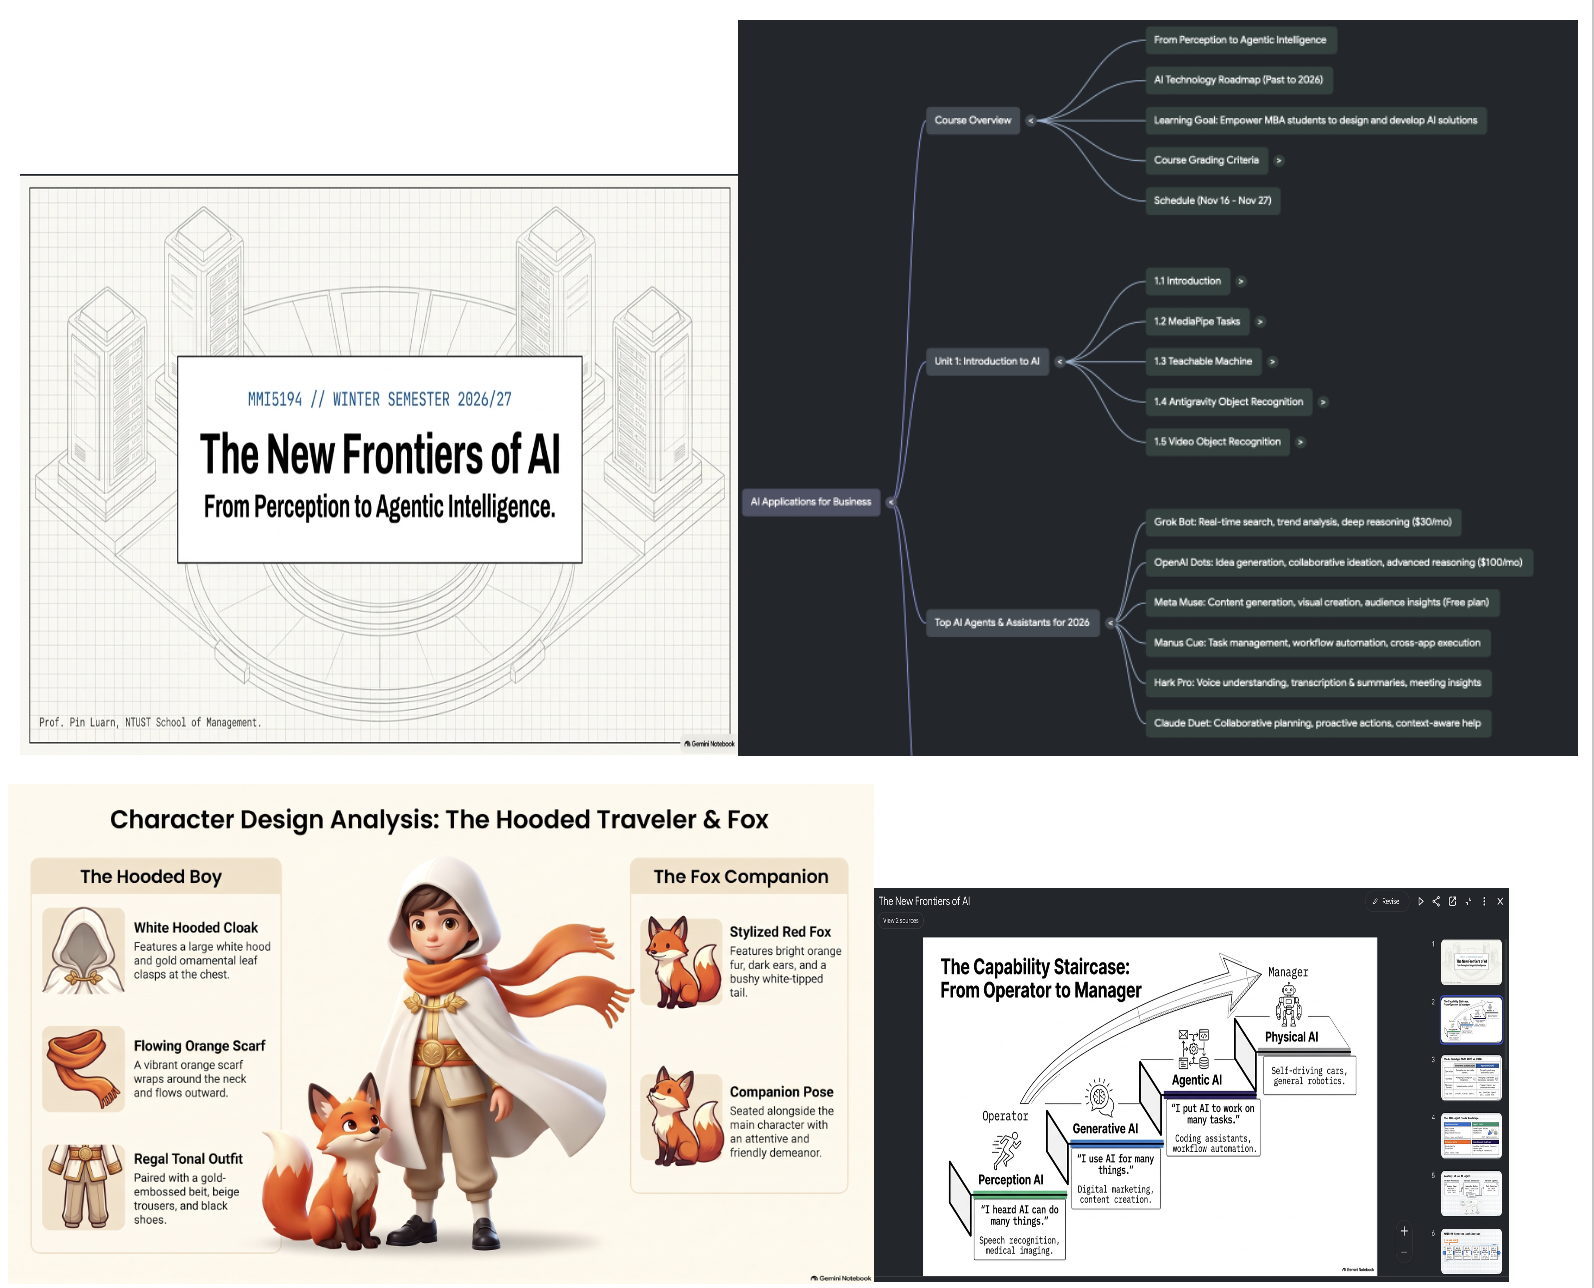 MMI5194 // WINTER SEMESTER 2026/27
The New Frontiers of AI
From Perception to Agentic Intelligence.
Prof. Pin Luarn, NTUST School of Management.
Gemini Notebook
AI Applications for Business
<
Course Overview
<
From Perception to Agentic Intelligence
AI Technology Roadmap (Past to 2026)
Learning Goal: Empower MBA students to design and develop AI solutions
Course Grading Criteria
>
Schedule (Nov 16 - Nov 27)
Unit 1: Introduction to AI
<
1.1 Introduction
>
1.2 MediaPipe Tasks
>
1.3 Teachable Machine
>
1.4 Antigravity Object Recognition
>
1.5 Video Object Recognition
>
Top AI Agents & Assistants for 2026
<
Grok Bot: Real-time search, trend analysis, deep reasoning ($30/mo)
OpenAI Dots: Idea generation, collaborative ideation, advanced reasoning ($100/mo)
Meta Muse: Content generation, visual creation, audience insights (Free plan)
Manus Cue: Task management, workflow automation, cross-app execution
Hark Pro: Voice understanding, transcription & summaries, meeting insights
Claude Duet: Collaborative planning, proactive actions, context-aware help
Character Design Analysis: The Hooded Traveler & Fox
The Hooded Boy
White Hooded Cloak
Features a large white hood
and gold ornamental leaf
clasps at the chest.
Flowing Orange Scarf
A vibrant orange scarf
wraps around the neck
and flows outward.
Regal Tonal Outfit
Paired with a gold-
embossed belt, beige
trousers, and black
shoes.
The Fox Companion
Stylized Red Fox
Features bright orange
fur, dark ears, and a
bushy white-tipped
tail.
Companion Pose
Seated alongside the
main character with
an attentive and
friendly demeanor.
Gemini Notebook
The New Frontiers of AI
View 2 sources
Revise
The Capability Staircase:
From Operator to Manager
Manager
Physical AI
Self-driving cars,
general robotics.
Agentic AI
"I put AI to work on
many tasks."
Coding assistants,
workflow automation.
Operator
Generative AI
"I use AI for many
things."
Digital marketing,
content creation.
Perception AI
"I heard AI can do
many things."
Speech recognition,
medical imaging.
Gemini Notebook
1
2
3
4
5
6